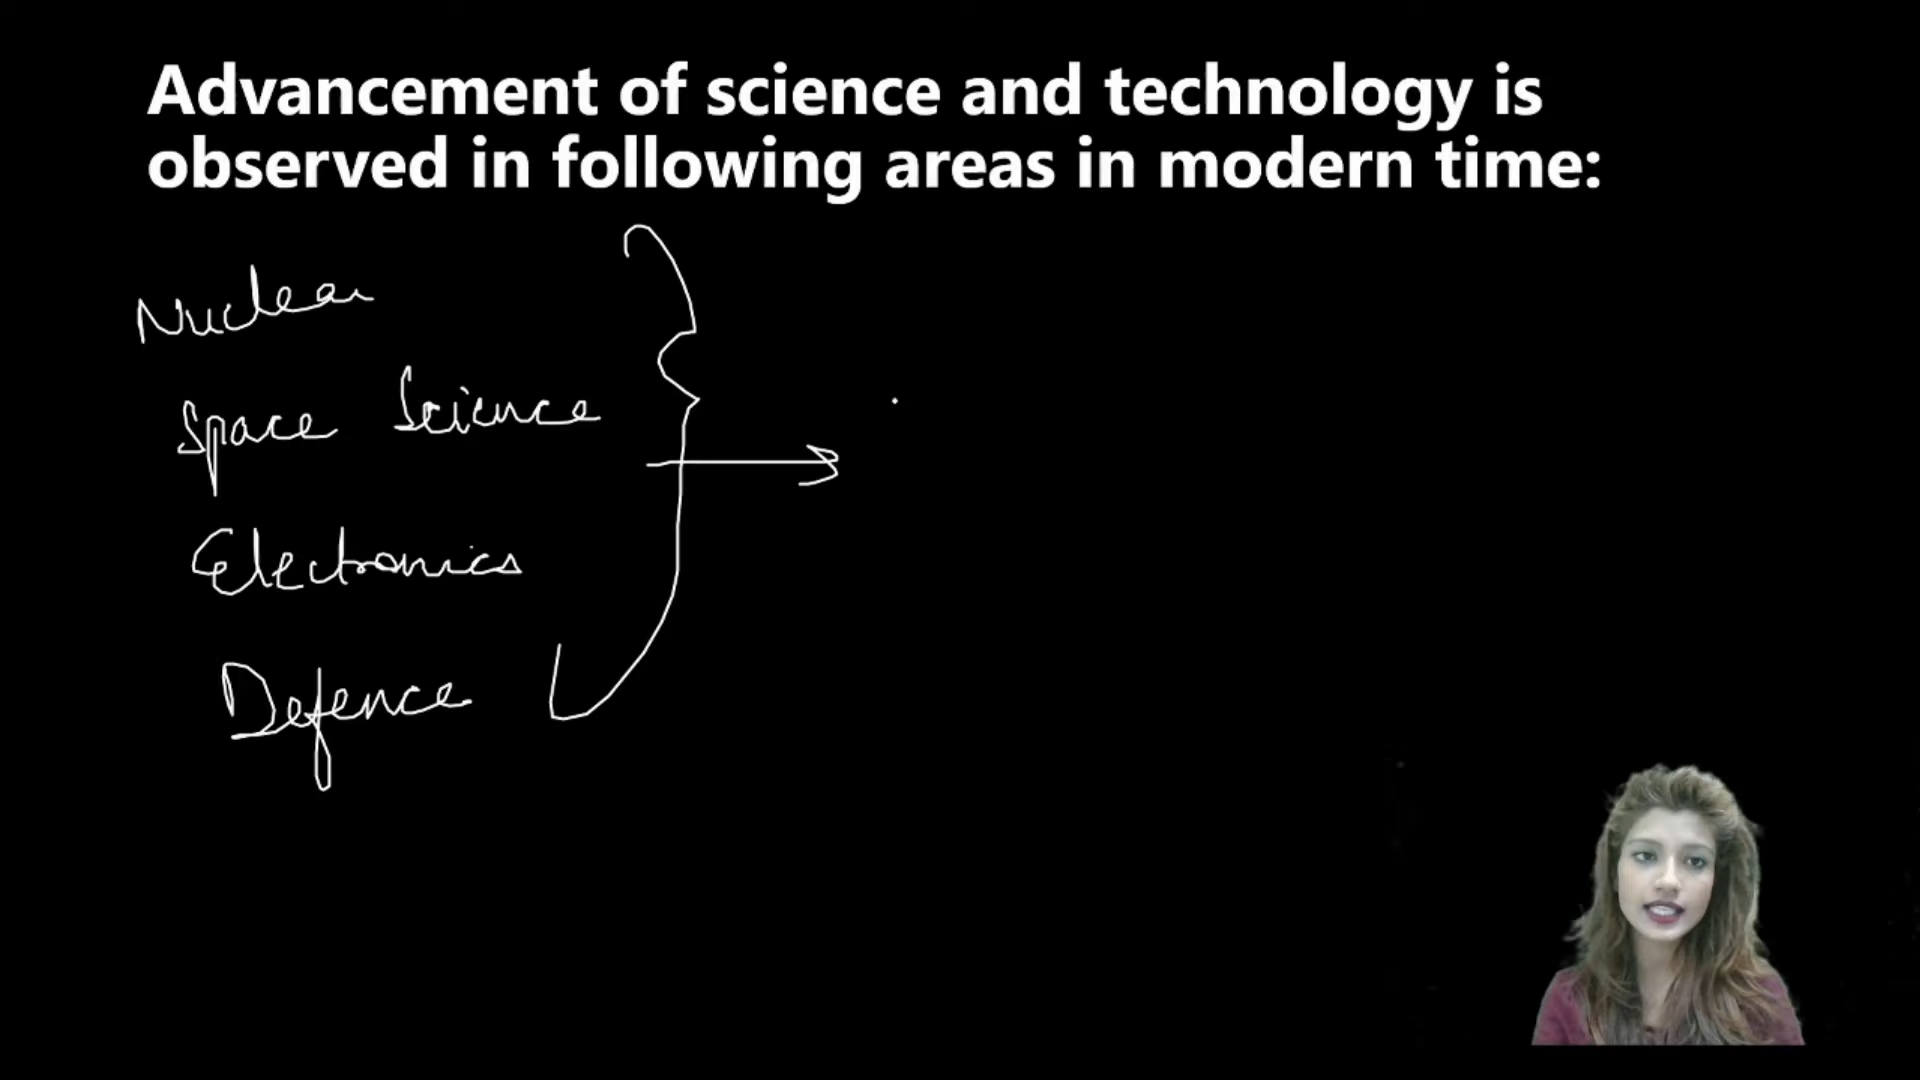 Advancement of science and technology is
observed in following areas in modern time:
Nuclear
Space Science
Electronics
Defence